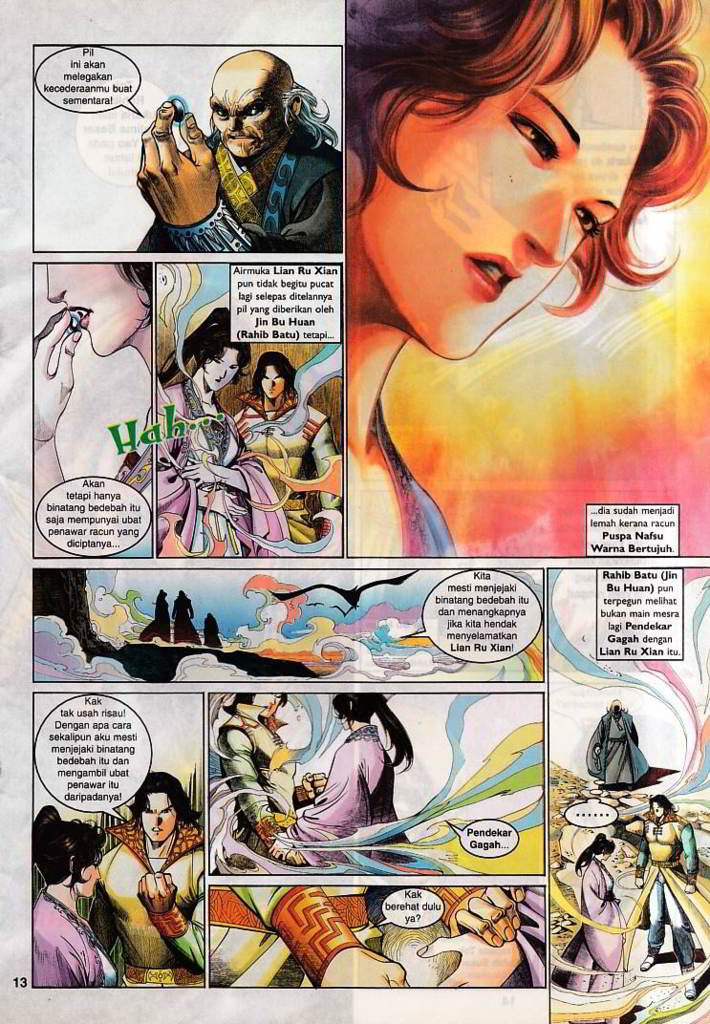 Pil
ini akan
melegakan
kecederaanmu buat
sementara!
Airmuka Lian Ru Xian
pun tidak begitu pucat
lagi selepas ditelannya
pil yang diberikan oleh
Jin Bu Huan
(Rahib Batu) tetapi...
Hah...
Akan
tetapi hanya
binatang bedebah itu
saja mempunyai ubat
penawar racun yang
diciptanya...
...dia sudah menjadi
lemah kerana racun
Puspa Nafsu
Warna Bertujuh.
Kita
mesti menjejaki
binatang bedebah itu
dan menangkapnya
jika kita hendak
menyelamatkan
Lian Ru Xian!
Rahib Batu (Jin
Bu Huan) pun
terpegun melihat
bukan main mesra
lagi Pendekar
Gagah dengan
Lian Ru Xian itu.
Kak
tak usah risau!
Dengan apa cara
sekalipun aku mesti
menjejaki binatang
bedebah itu dan
mengambil ubat
penawar itu
daripadanya!
Pendekar
Gagah...
Kak
berehat dulu
ya?
......
13